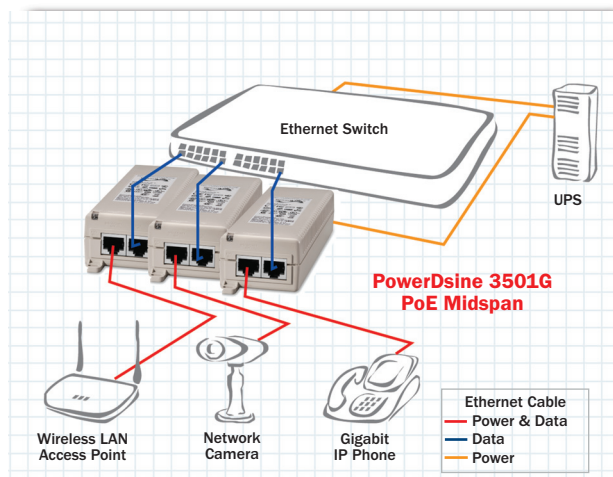 Ethernet Switch
UPS
PowerDsine 3501G
PoE Midspan
Wireless LAN
Access Point
Network
Camera
Gigabit
IP Phone
Ethernet Cable
Power & Data
Data
Power